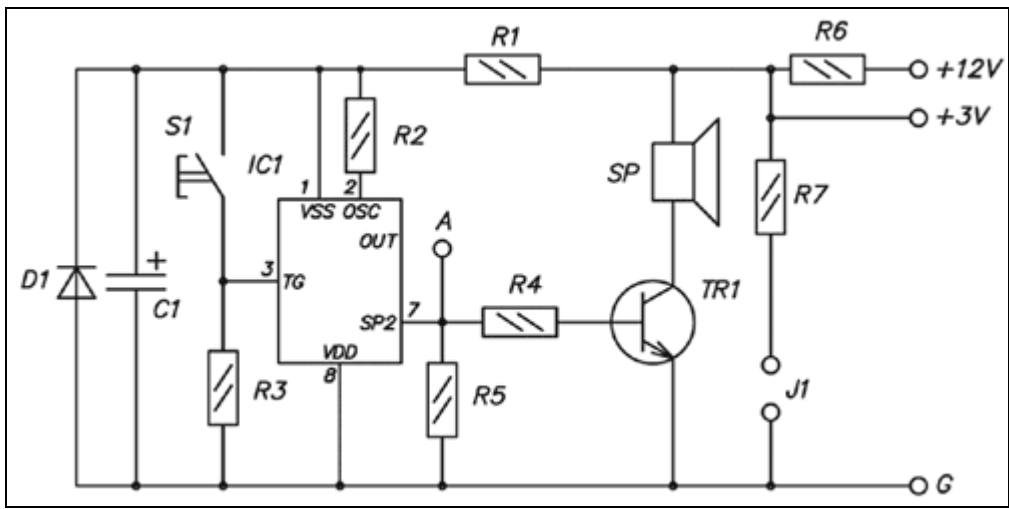 R1
R6
+12V
+3V
S1
IC1
R2
SP
R7
1
2
VSS
OSC
OUT
A
D1
+
C1
3
TG
R4
TR1
SP2
7
VDD
8
R3
R5
J1
G